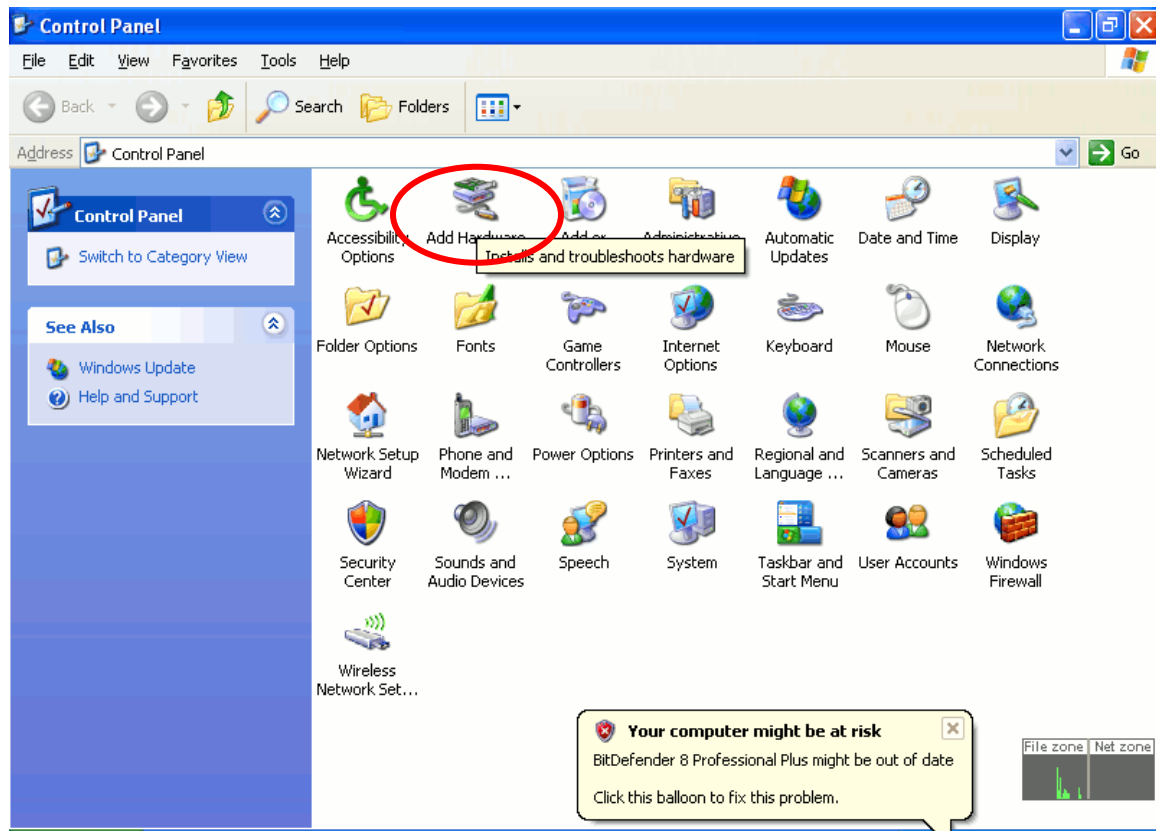 Control Panel
File Edit View Favorites Tools Help
Back Search Folders
Address Control Panel Go
Control Panel
Switch to Category View
See Also
Windows Update
Help and Support
Accessibility
Options
Add Hardware
Add or
Administrative
Installs and troubleshoots hardware
Automatic
Updates
Date and Time
Display
Folder Options
Fonts
Game
Controllers
Internet
Options
Keyboard
Mouse
Network
Connections
Network Setup
Wizard
Phone and
Modem ...
Power Options
Printers and
Faxes
Regional and
Language ...
Scanners and
Cameras
Scheduled
Tasks
Security
Center
Sounds and
Audio Devices
Speech
System
Taskbar and
Start Menu
User Accounts
Windows
Firewall
Wireless
Network Set...
Your computer might be at risk
BitDefender 8 Professional Plus might be out of date
Click this balloon to fix this problem.
File zone Net zone